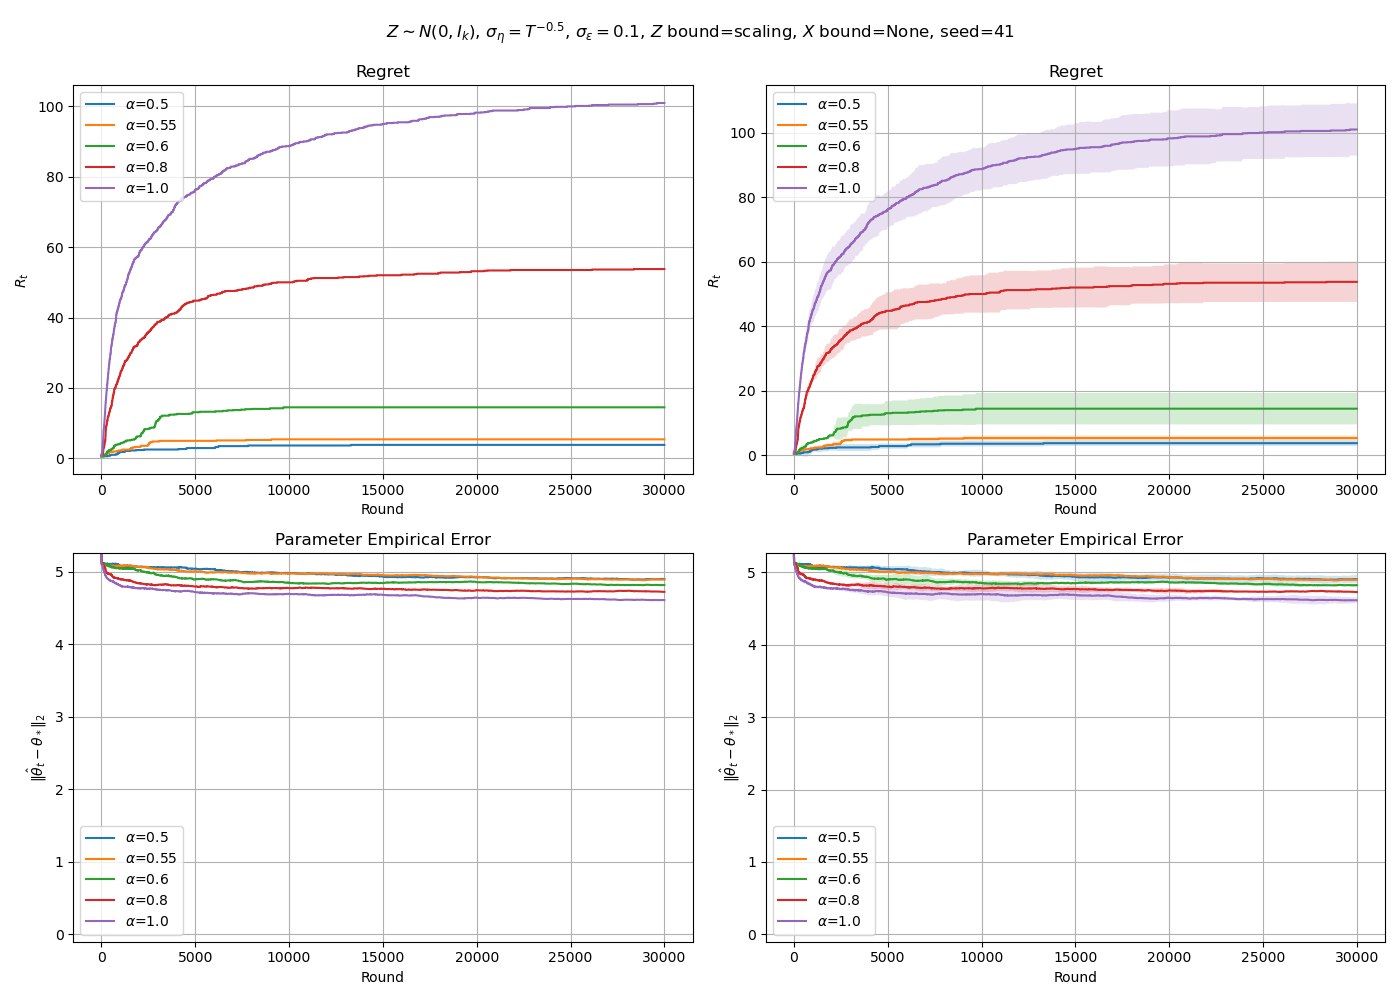 Z ∼ N(0, I_k), σ_η = T^{−0.5}, σ_ε = 0.1, Z bound=scaling, X bound=None, seed=41
Regret
R_t
100
80
60
40
20
0
α=0.5
α=0.55
α=0.6
α=0.8
α=1.0
0 5000 10000 15000 20000 25000 30000
Round
Regret
R_t
100
80
60
40
20
0
α=0.5
α=0.55
α=0.6
α=0.8
α=1.0
0 5000 10000 15000 20000 25000 30000
Round
Parameter Empirical Error
‖θ̂_t − θ_*‖_2
5
4
3
2
1
0
α=0.5
α=0.55
α=0.6
α=0.8
α=1.0
0 5000 10000 15000 20000 25000 30000
Round
Parameter Empirical Error
‖θ̂_t − θ_*‖_2
5
4
3
2
1
0
α=0.5
α=0.55
α=0.6
α=0.8
α=1.0
0 5000 10000 15000 20000 25000 30000
Round